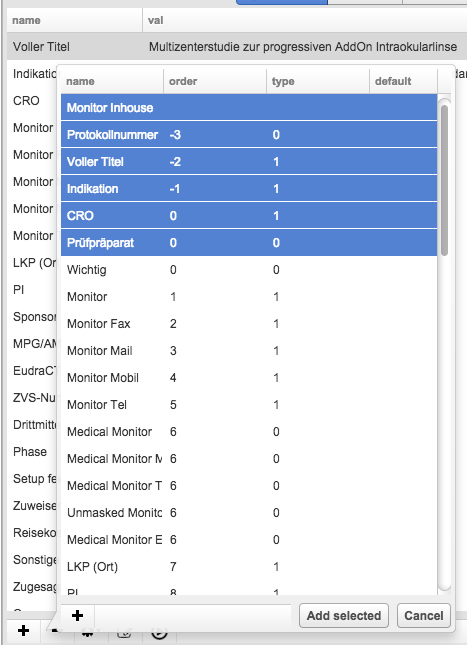 name val
Voller Titel Multizenterstudie zur progressiven AddOn Intraokularlinse
Indikatio
CRO
Monitor
Monitor
Monitor
Monitor
Monitor
LKP (Or
PI
Sponso
MPG/AM
EudraCT
ZVS-Nu
Drittmitte
Phase
Setup fe
Zuweise
Reiseko
Sonstige
Zugesag
name order type default
Monitor Inhouse
Protokollnummer -3 0
Voller Titel -2 1
Indikation -1 1
CRO 0 1
Prüfpräparat 0 0
Wichtig 0 0
Monitor 1 1
Monitor Fax 2 1
Monitor Mail 3 1
Monitor Mobil 4 1
Monitor Tel 5 1
Medical Monitor 6 0
Medical Monitor M 6 0
Medical Monitor T 6 0
Unmasked Monitc 6 0
Medical Monitor E 6 0
LKP (Ort) 7 1
PI 8 1
Add selected Cancel